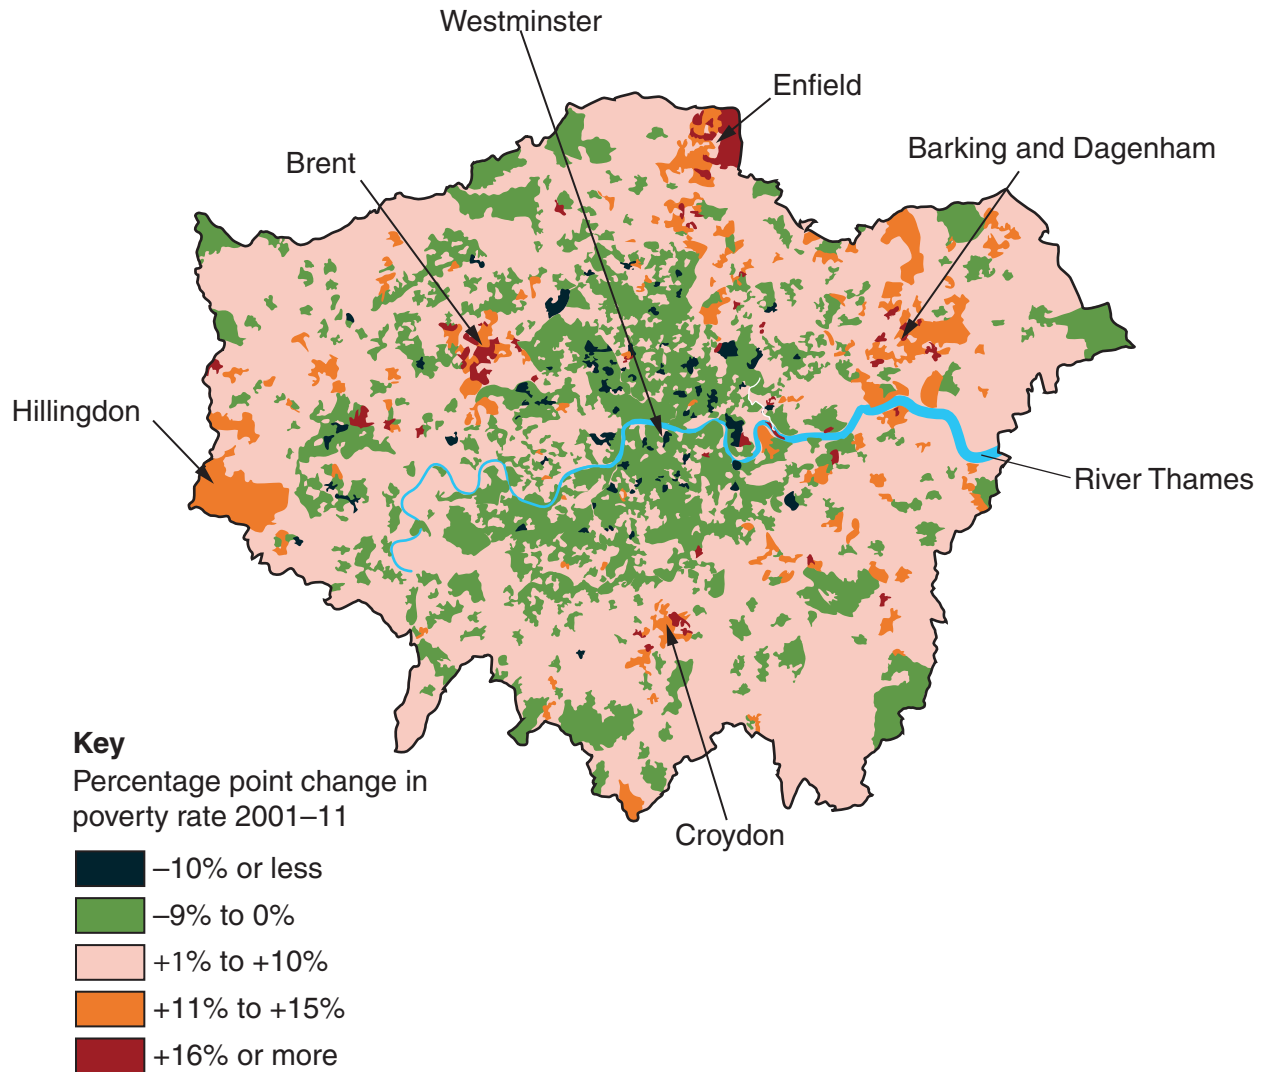 Westminster
Enfield
Barking and Dagenham
Brent
Hillingdon
River Thames
Croydon
Key
Percentage point change in
poverty rate 2001–11
–10% or less
–9% to 0%
+1% to +10%
+11% to +15%
+16% or more